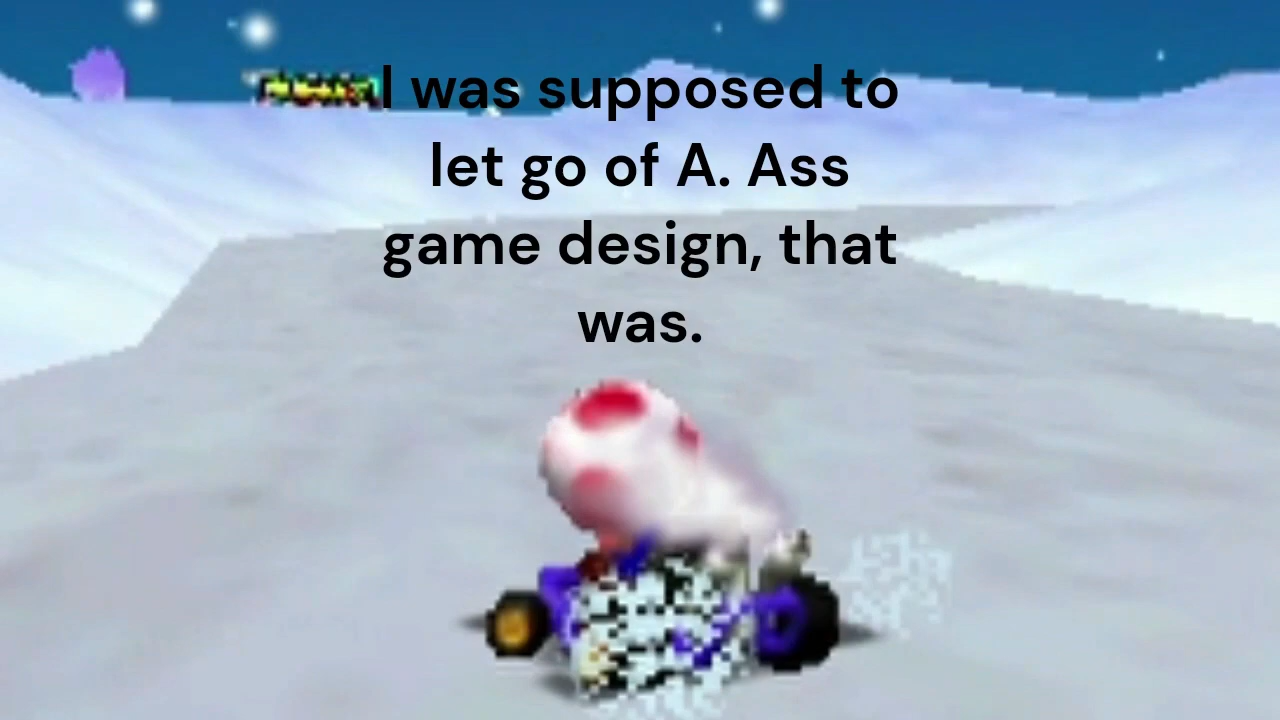 I was supposed to
let go of A. Ass
game design, that
was.